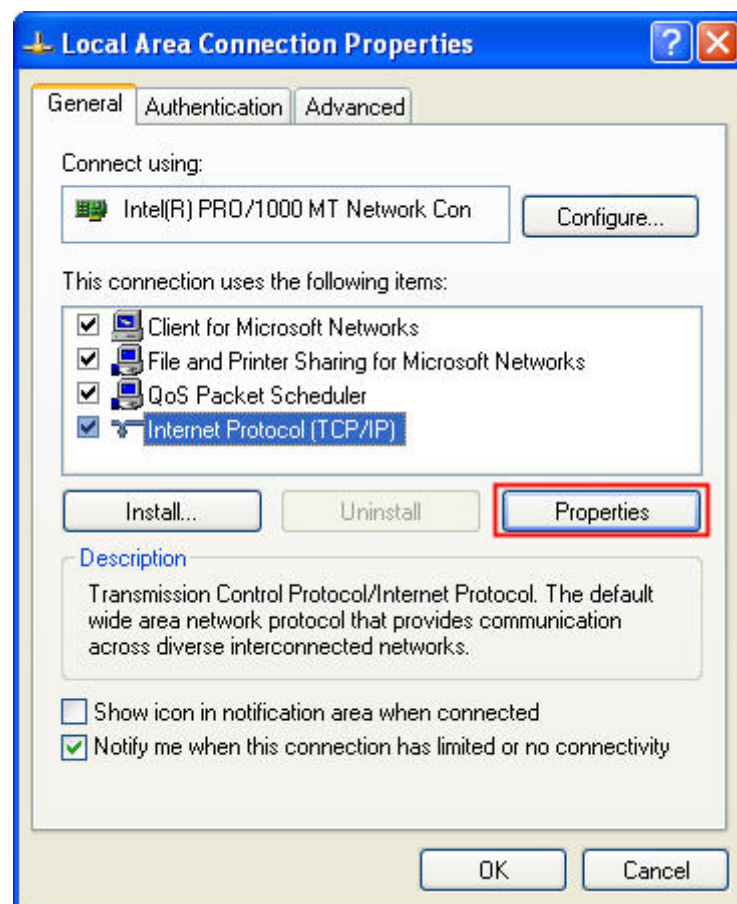 Local Area Connection Properties
General Authentication Advanced
Connect using:
Intel(R) PRO/1000 MT Network Con
Configure...
This connection uses the following items:
Client for Microsoft Networks
File and Printer Sharing for Microsoft Networks
QoS Packet Scheduler
Internet Protocol (TCP/IP)
Install... Uninstall Properties
Description
Transmission Control Protocol/Internet Protocol. The default
wide area network protocol that provides communication
across diverse interconnected networks.
Show icon in notification area when connected
Notify me when this connection has limited or no connectivity
OK Cancel